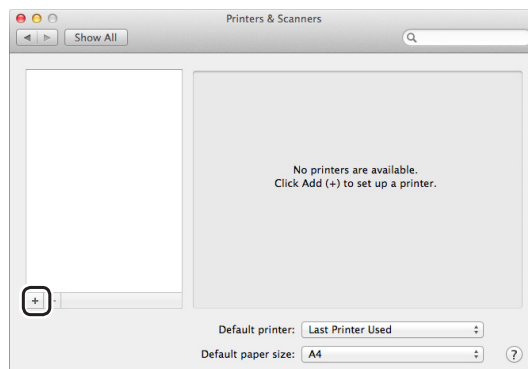 Printers & Scanners
Show All
No printers are available.
Click Add (+) to set up a printer.
+ -
Default printer: Last Printer Used
Default paper size: A4 ?